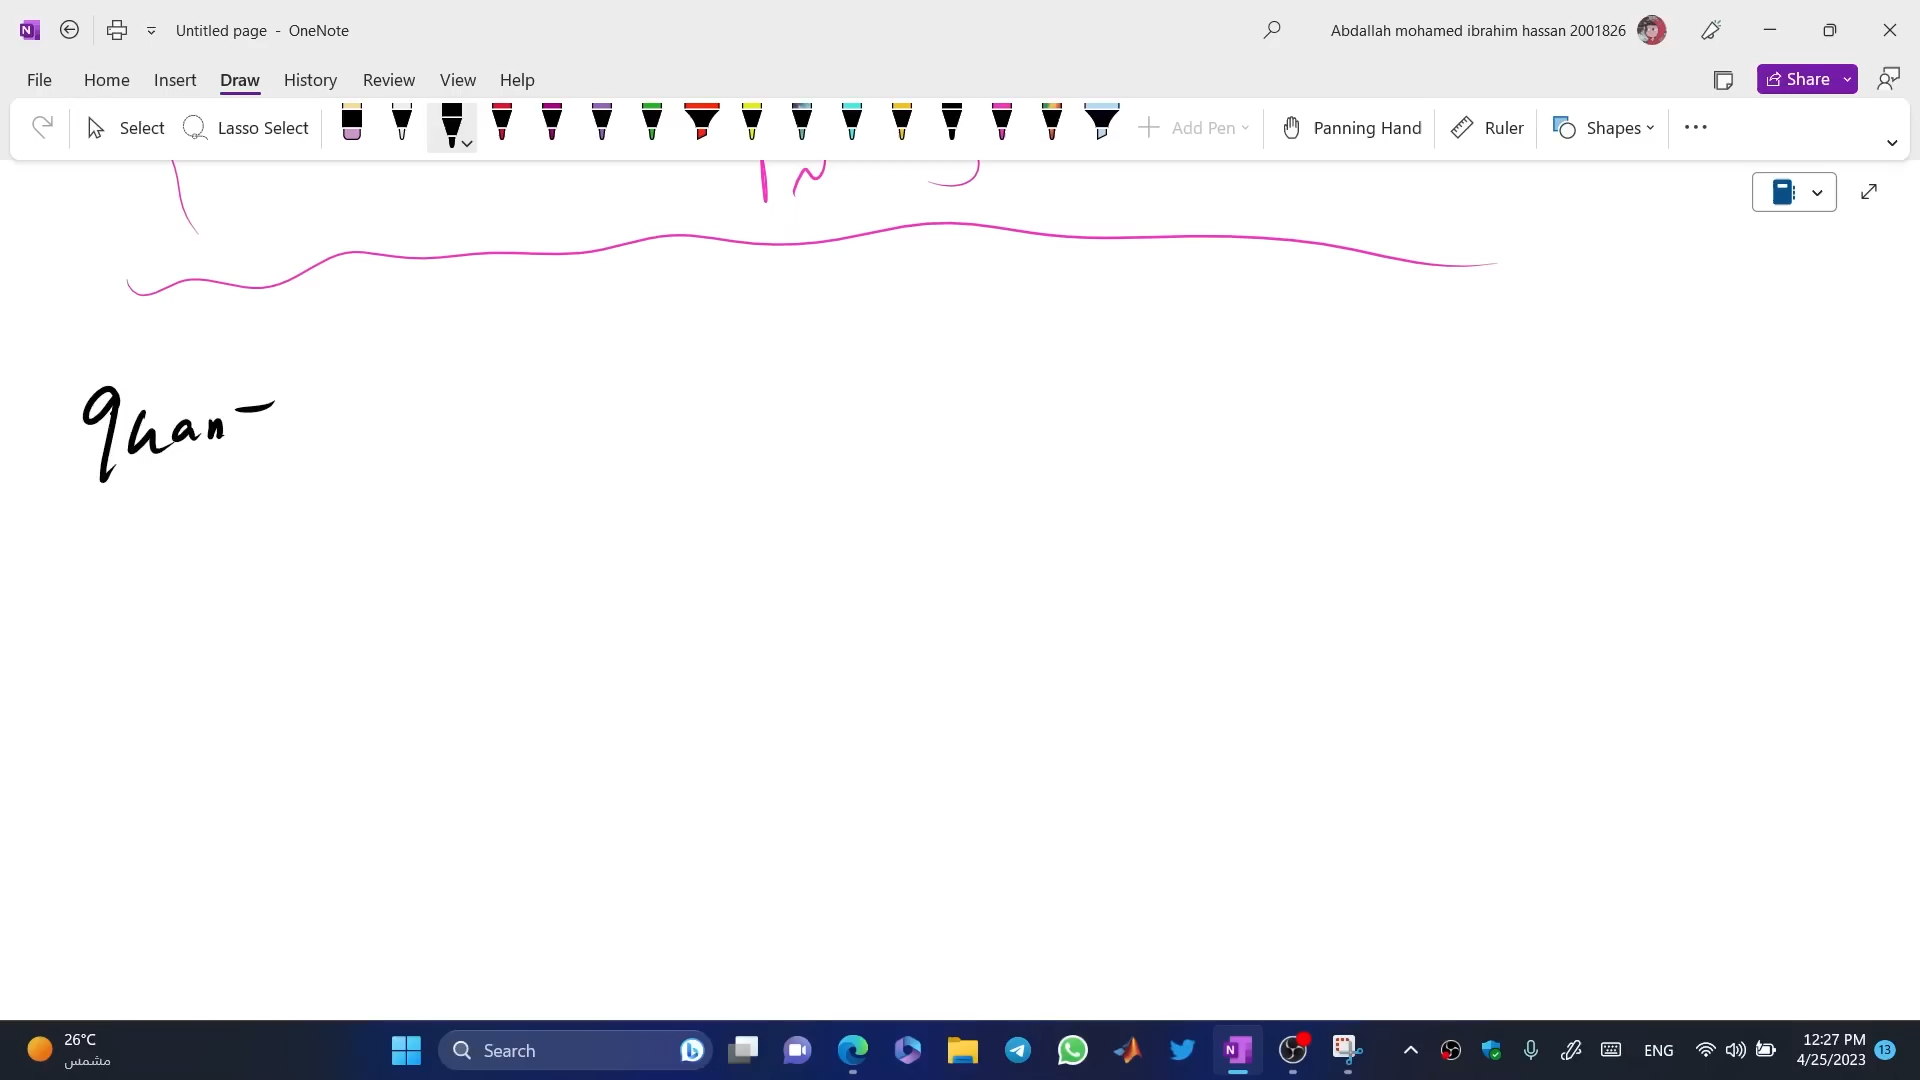 Untitled page - OneNote
Abdallah mohamed ibrahim hassan 2001826
File Home Insert Draw History Review View Help
Share
Select Lasso Select Add Pen Panning Hand Ruler Shapes
quan
26°C
مشمس
Search
ENG
12:27 PM
4/25/2023
13